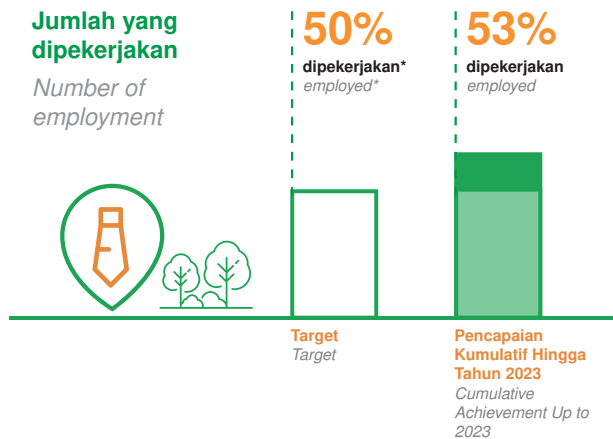 Jumlah yang
dipekerjakan
Number of
employment
50%
dipekerjakan*
employed*
53%
dipekerjakan
employed
Target
Target
Pencapaian
Kumulatif Hingga
Tahun 2023
Cumulative
Achievement Up to
2023